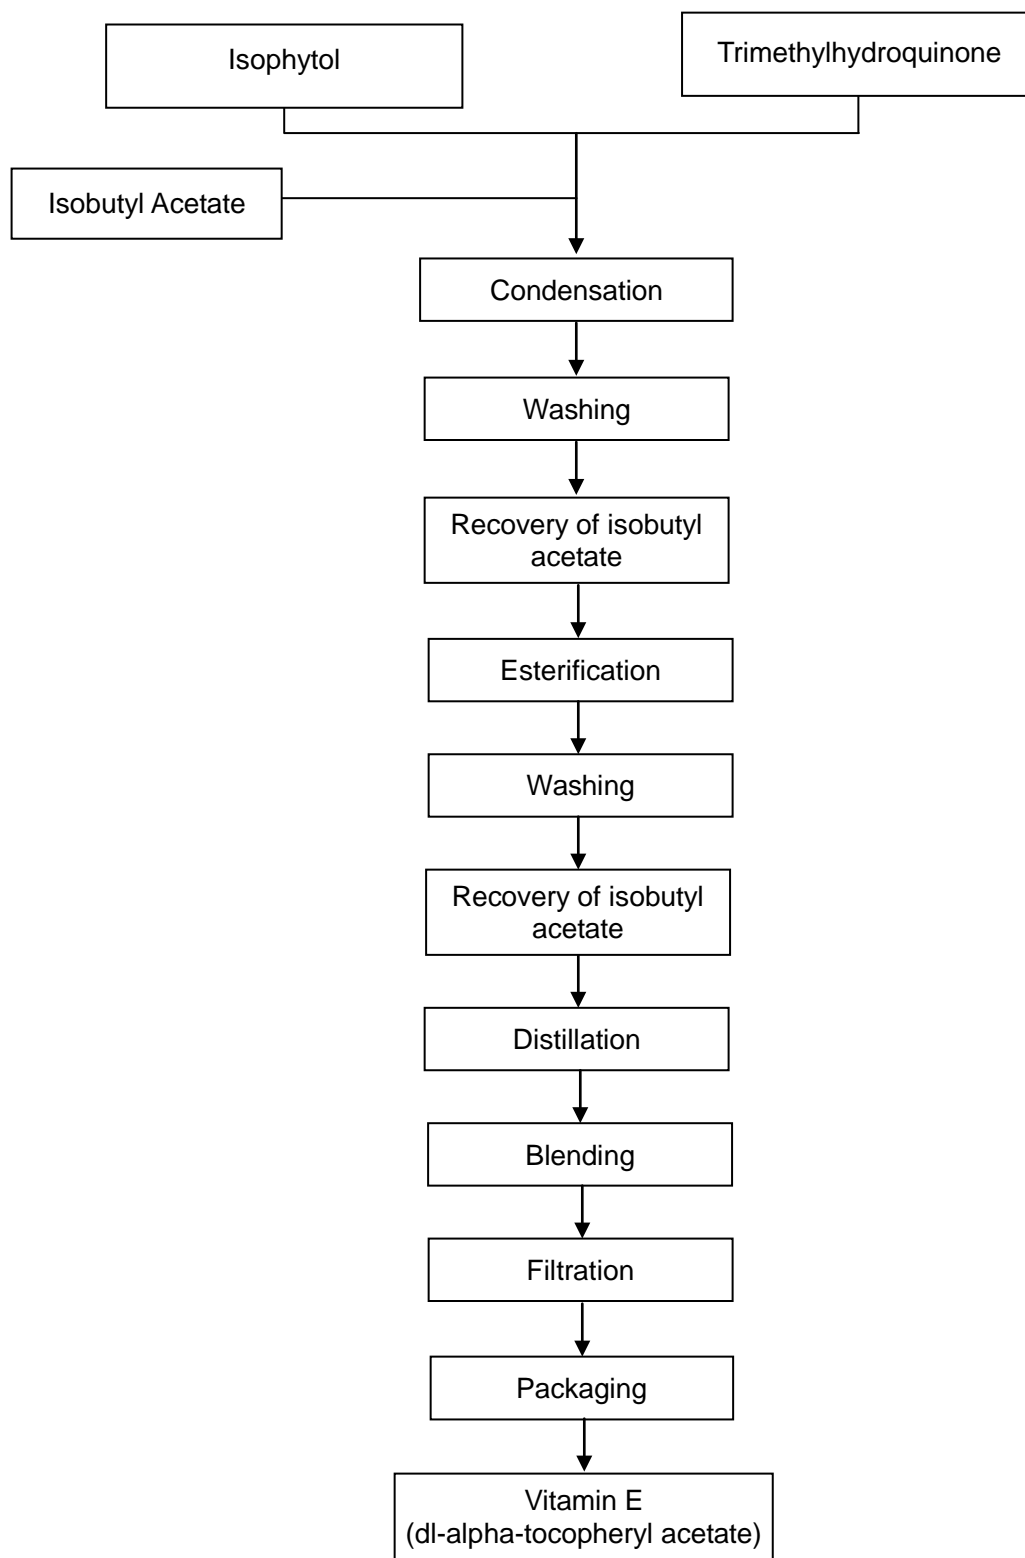 Isophytol
Trimethylhydroquinone
Isobutyl Acetate
Condensation
Washing
Recovery of isobutyl
acetate
Esterification
Washing
Recovery of isobutyl
acetate
Distillation
Blending
Filtration
Packaging
Vitamin E
(dl-alpha-tocopheryl acetate)